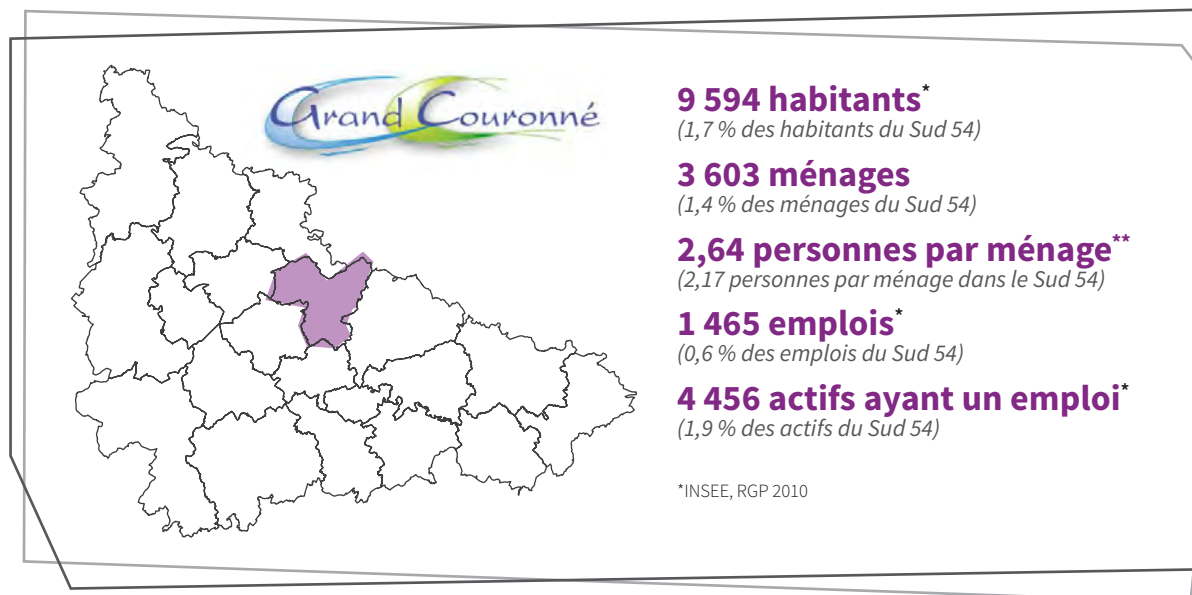 Grand Couronné
9 594 habitants*
(1,7 % des habitants du Sud 54)
3 603 ménages
(1,4 % des ménages du Sud 54)
2,64 personnes par ménage**
(2,17 personnes par ménage dans le Sud 54)
1 465 emplois*
(0,6 % des emplois du Sud 54)
4 456 actifs ayant un emploi*
(1,9 % des actifs du Sud 54)
*INSEE, RGP 2010